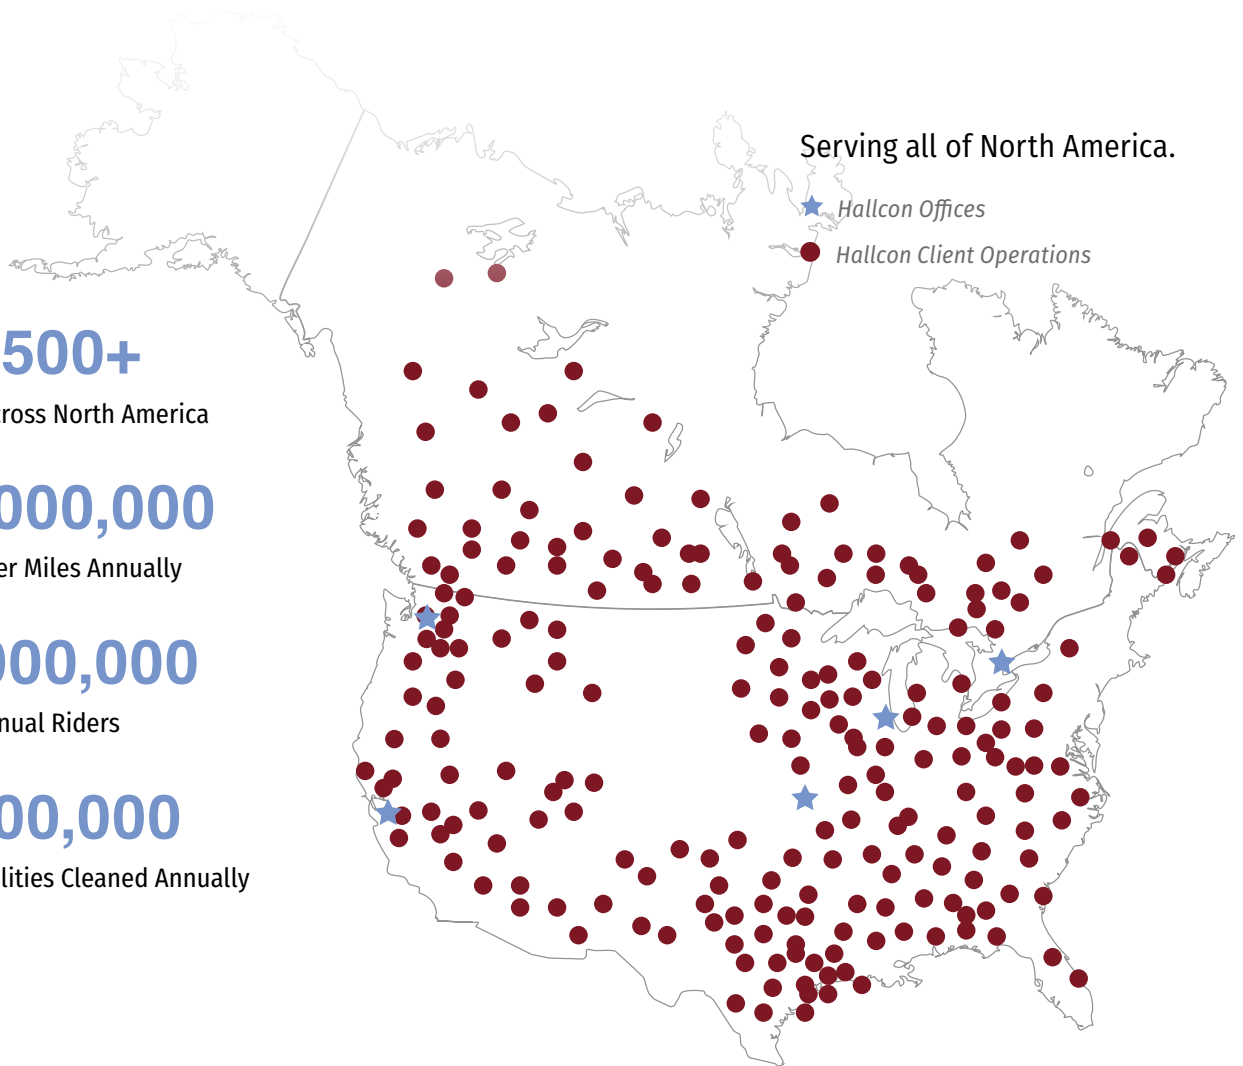 Serving all of North America.
Hallcon Offices
Hallcon Client Operations
500+
ross North America
000,000
er Miles Annually
000,000
nual Riders
00,000
lities Cleaned Annually